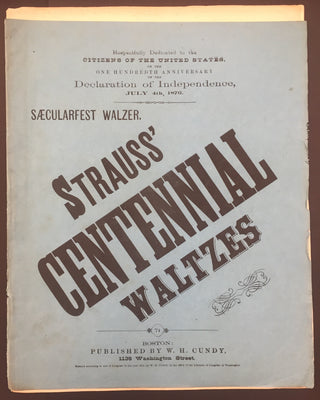 Respectfully Dedicated to the
CITIZENS OF THE UNITED STATES,
ON THE
ONE HUNDREDTH ANNIVERSARY
OF THE
Declaration of Independence,
JULY 4th, 1876.
SÆCULARFEST WALZER.
STRAUSS'
CENTENNIAL
WALTZES
BOSTON:
PUBLISHED BY W. H. CUNDY,
1135 Washington Street.